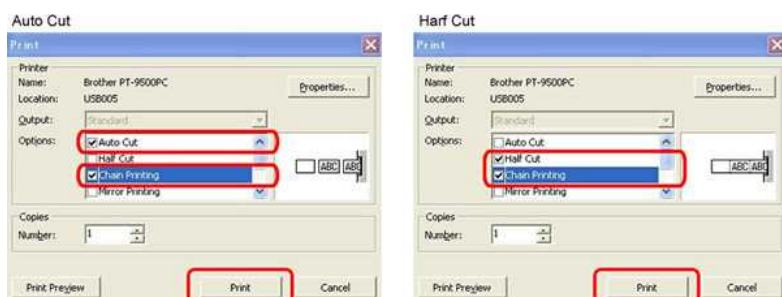 Auto Cut
Print
Printer
Name: Brother PT-9500PC
Properties...
Location: USB005
Output: Standard
Options: Auto Cut
Half Cut
Chain Printing
Mirror Printing
ABC ABC
Copies
Number: 1
Print Preview Print Cancel
Harf Cut
Print
Printer
Name: Brother PT-9500PC
Properties...
Location: USB005
Output: Standard
Options: Auto Cut
Half Cut
Chain Printing
Mirror Printing
ABC ABC
Copies
Number: 1
Print Preview Print Cancel